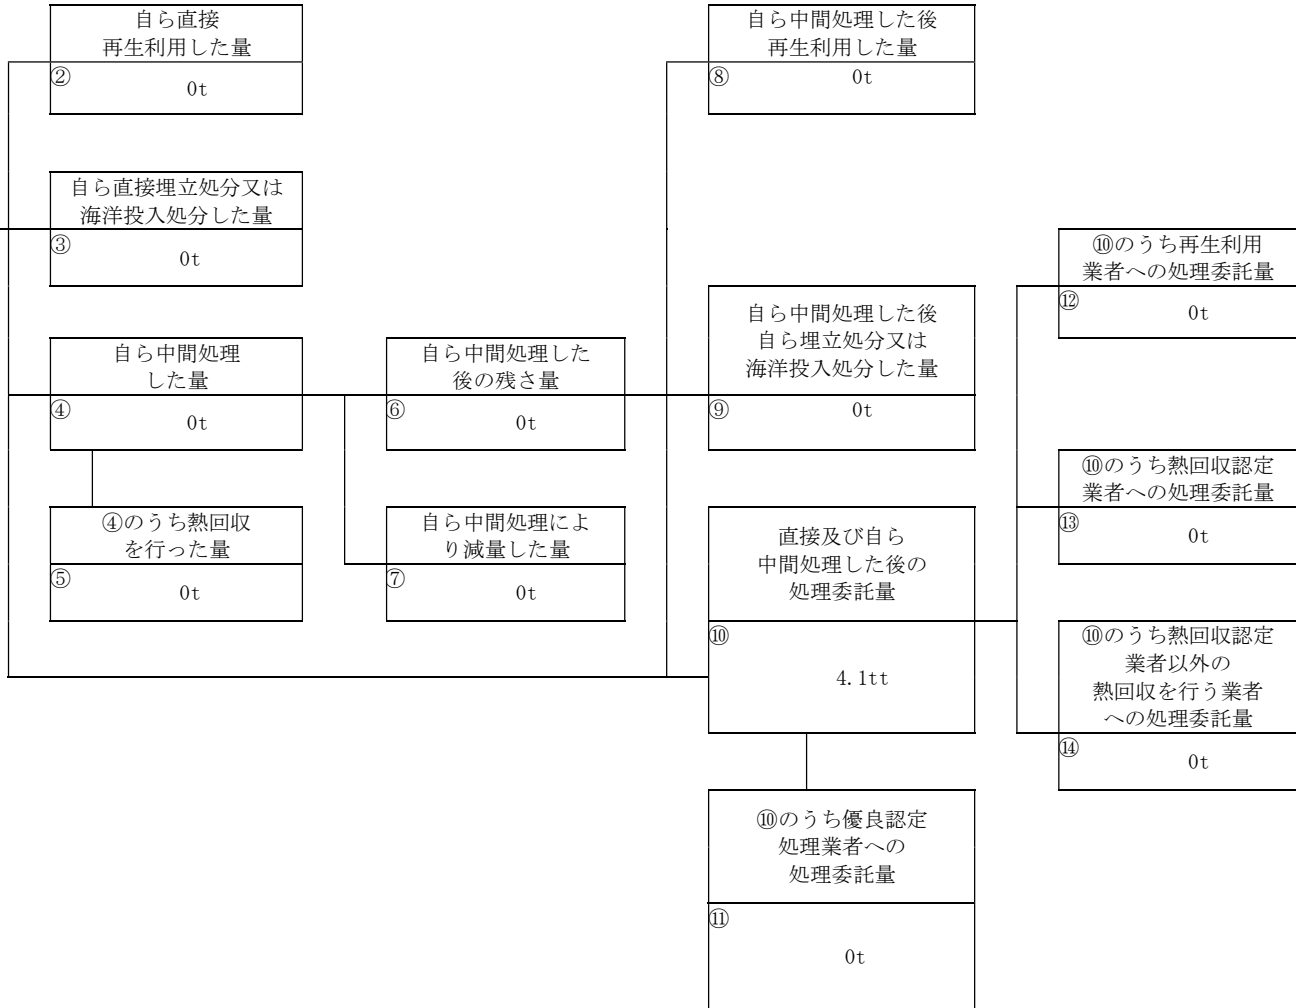 自ら直接
再生利用した量
②
0t
自ら中間処理した後
再生利用した量
⑧
0t
自ら直接埋立処分又は
海洋投入処分した量
③
0t
⑩のうち再生利用
業者への処理委託量
⑫
0t
自ら中間処理した後
自ら埋立処分又は
海洋投入処分した量
⑨
0t
自ら中間処理
した量
④
0t
自ら中間処理した
後の残さ量
⑥
0t
⑩のうち熱回収認定
業者への処理委託量
⑬
0t
④のうち熱回収
を行った量
⑤
0t
自ら中間処理によ
り減量した量
⑦
0t
直接及び自ら
中間処理した後の
処理委託量
⑩
4.1tt
⑩のうち熱回収認定
業者以外の
熱回収を行う業者
への処理委託量
⑭
0t
⑩のうち優良認定
処理業者への
処理委託量
⑪
0t